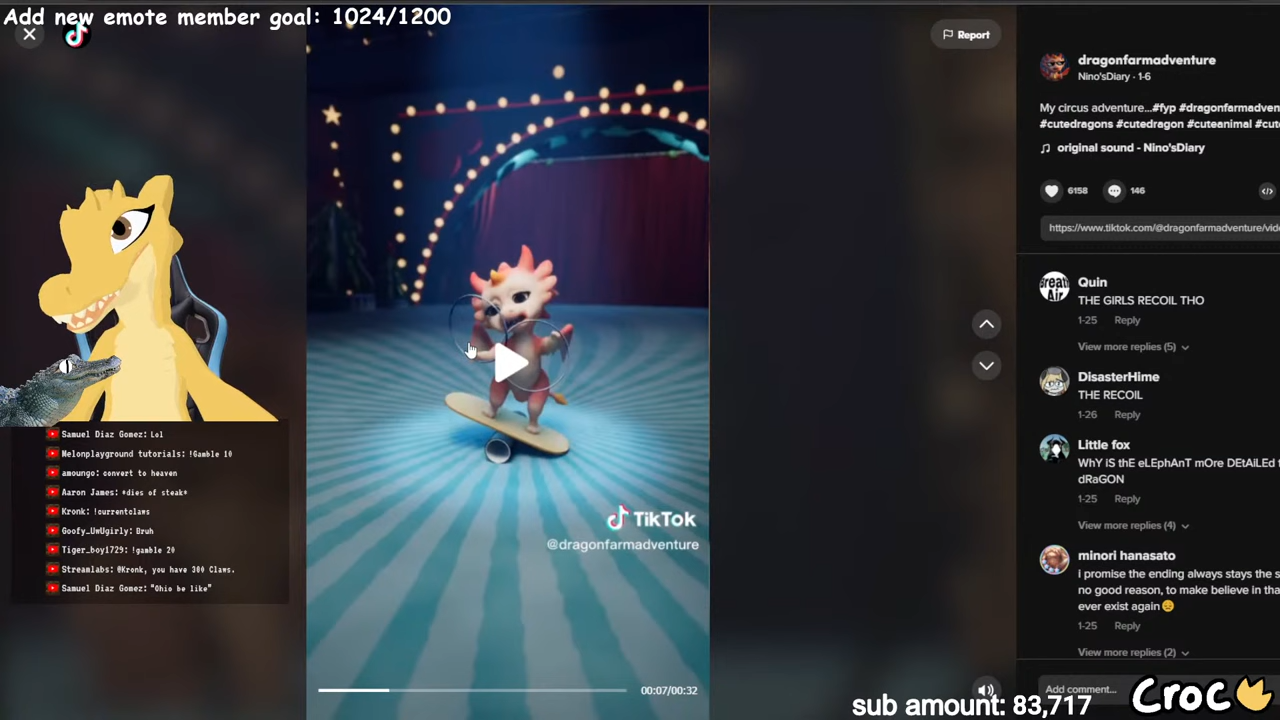 Add new emote member goal: 1024/1200
Report
dragonfarmadventure
Nino'sDiary · 1-6
My circus adventure...#fyp #dragonfarmadven
#cutedragons #cutedragon #cuteanimal #cute
original sound - Nino'sDiary
6158
146
https://www.tiktok.com/@dragonfarmadventure/vid
Quin
THE GIRLS RECOIL THO
1-25 Reply
View more replies (5)
DisasterHime
THE RECOIL
1-26 Reply
Little fox
WhY iS thE eLEphAnT mOre DEtAiLEd
dRaGON
1-25 Reply
View more replies (4)
minori hanasato
i promise the ending always stays the s
no good reason, to make believe in tha
ever exist again
1-25 Reply
View more replies (2)
Add comment...
TikTok
@dragonfarmadventure
00:07/00:32
Samuel Diaz Gomez: Lol
Melonplayground tutorials: !Gamble 10
amoungo: convert to heaven
Aaron James: *dies of steak*
Kronk: !currentclaws
Goofy_UwUgirly: Bruh
Tiger_boy1729: !gamble 20
Streamlabs: @Kronk, you have 300 Claws.
Samuel Diaz Gomez: "Ohio be like"
sub amount: 83,717
Croc